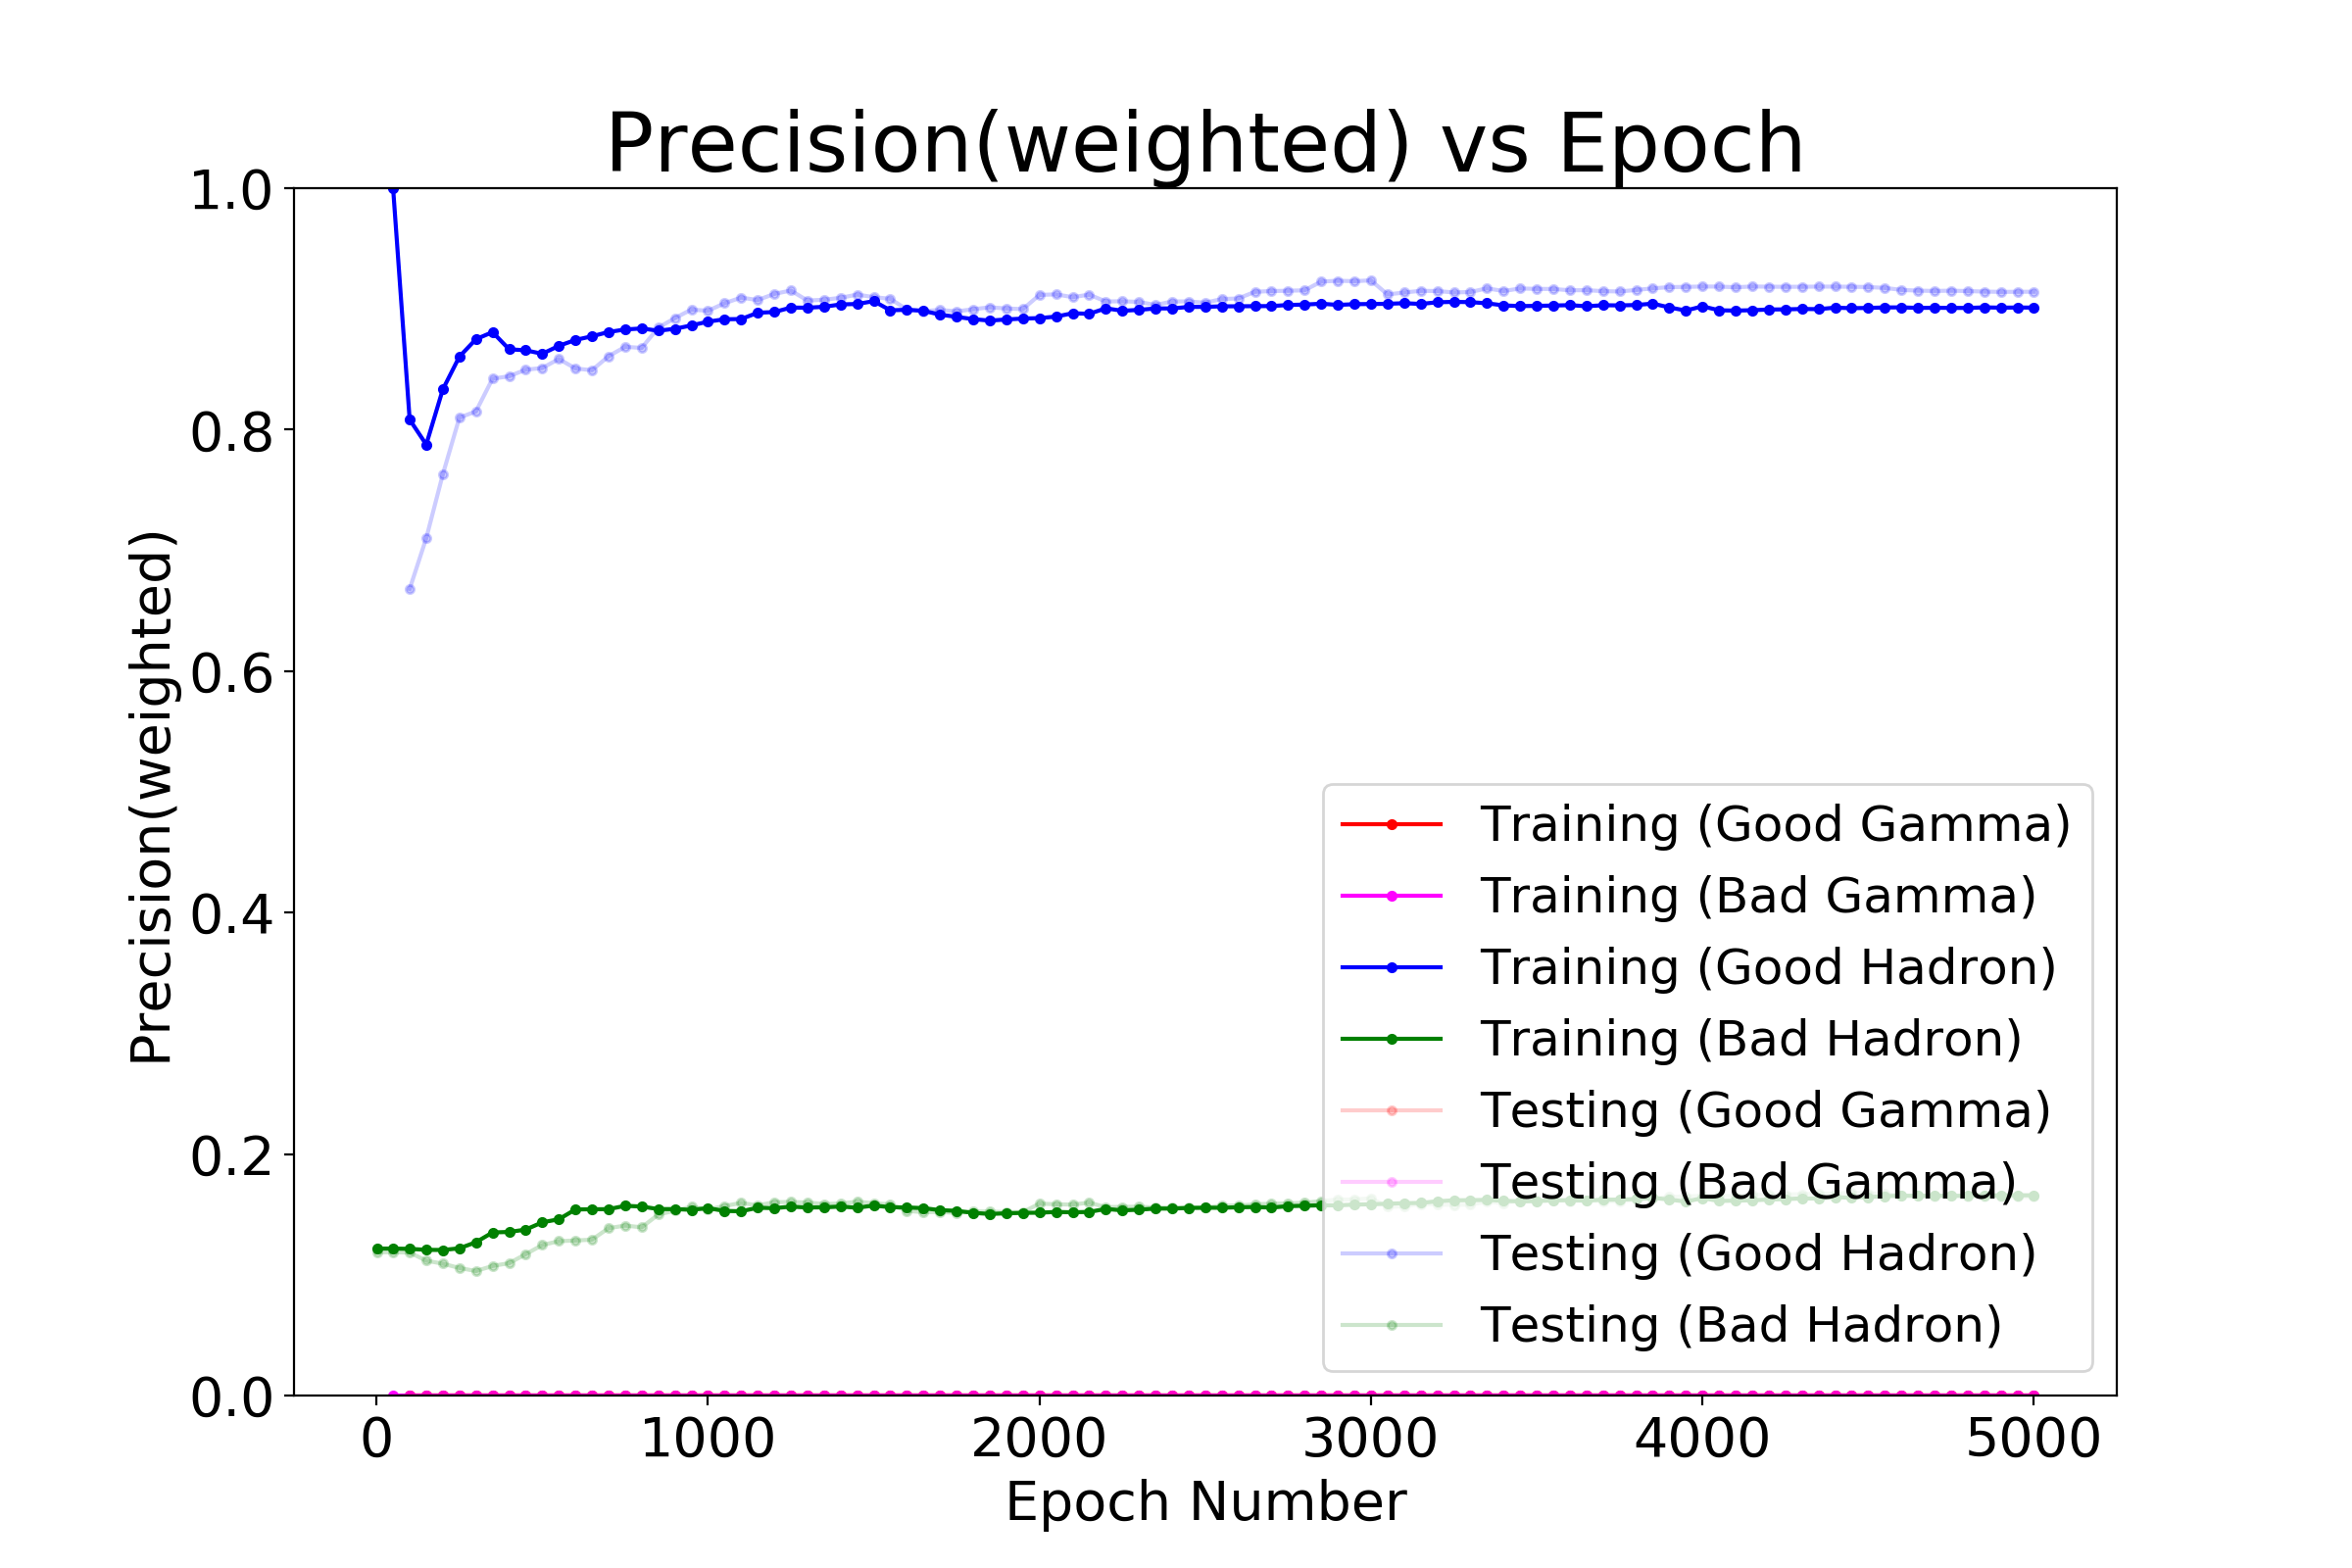 Precision(weighted) vs Epoch
Precision(weighted)
1.0
0.8
0.6
0.4
0.2
0.0
Training (Good Gamma)
Training (Bad Gamma)
Training (Good Hadron)
Training (Bad Hadron)
Testing (Good Gamma)
Testing (Bad Gamma)
Testing (Good Hadron)
Testing (Bad Hadron)
0 1000 2000 3000 4000 5000
Epoch Number